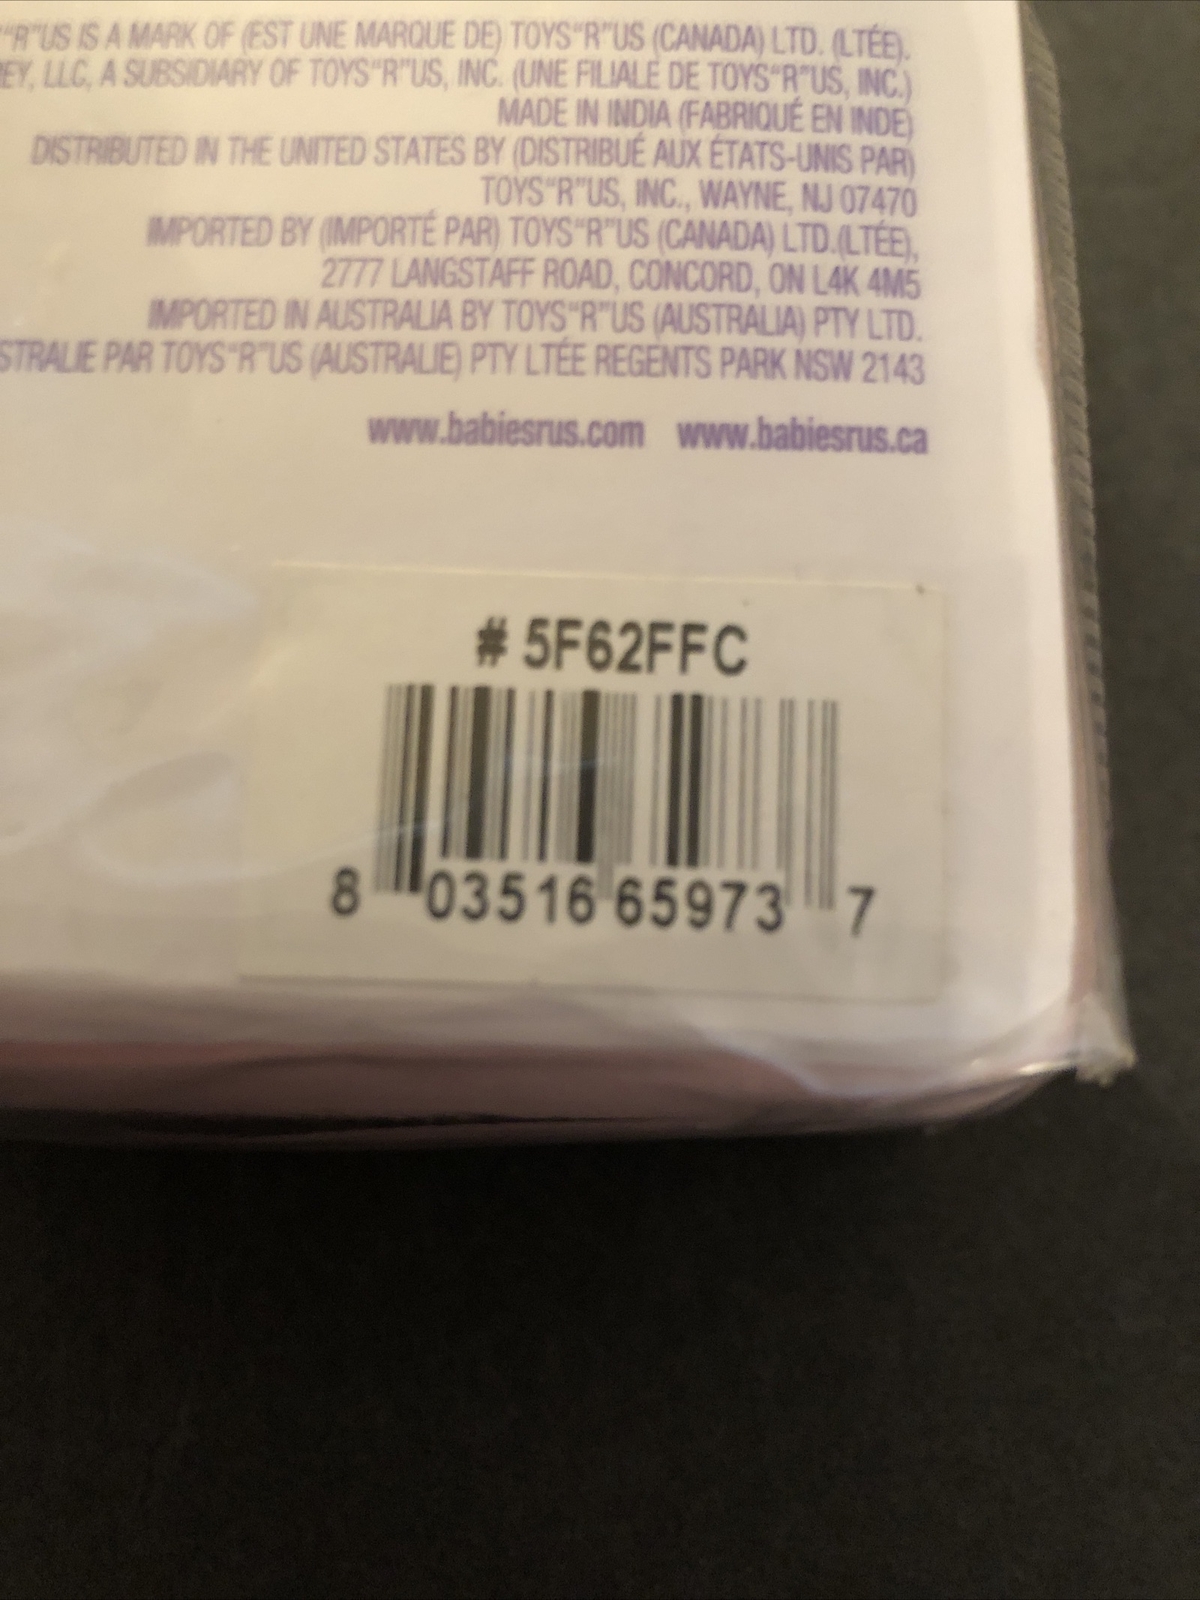 "R"US IS A MARK OF (EST UNE MARQUE DE) TOYS"R"US (CANADA) LTD. (LTÉE).
LLC, A SUBSIDIARY OF TOYS"R"US, INC. (UNE FILIALE DE TOYS"R"US, INC.)
MADE IN INDIA (FABRIQUÉ EN INDE)
DISTRIBUTED IN THE UNITED STATES BY (DISTRIBUÉ AUX ÉTATS-UNIS PAR)
TOYS"R"US, INC., WAYNE, NJ 07470
IMPORTED BY (IMPORTÉ PAR) TOYS"R"US (CANADA) LTD.(LTÉE),
2777 LANGSTAFF ROAD, CONCORD, ON L4K 4M5
IMPORTED IN AUSTRALIA BY TOYS"R"US (AUSTRALIA) PTY LTD.
PAR TOYS"R"US (AUSTRALIE) PTY LTÉE REGENTS PARK NSW 2143
www.babiesrus.com www.babiesrus.ca
# 5F62FFC
8 03516 65973 7